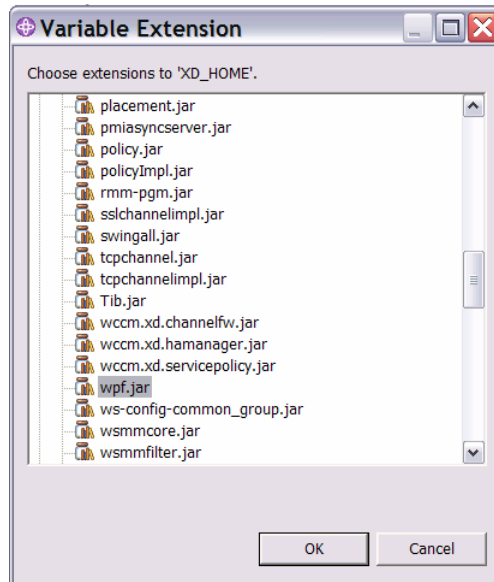 Variable Extension
Choose extensions to 'XD_HOME'.
placement.jar
pmiasyncserver.jar
policy.jar
policyImpl.jar
rmm-pgm.jar
sslchannelimpl.jar
swingall.jar
tcpchannel.jar
tcpchannelimpl.jar
Tib.jar
wccm.xd.channelfw.jar
wccm.xd.hamanager.jar
wccm.xd.servicepolicy.jar
wpf.jar
ws-config-common_group.jar
wsmmcore.jar
wsmmfilter.jar
OK Cancel